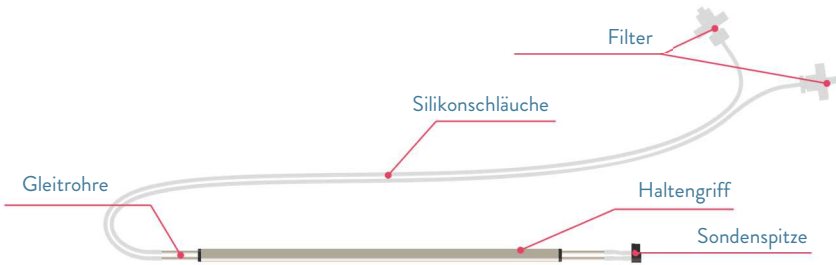 Filter
Silikonschläuche
Gleitrohre
Haltengriff
Sondenspitze